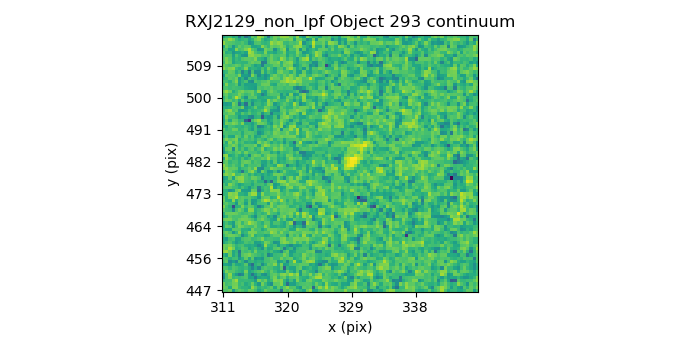 RXJ2129_non_lpf Object 293 continuum
509
500
491
482
473
464
456
447
y (pix)
311 320 329 338
x (pix)